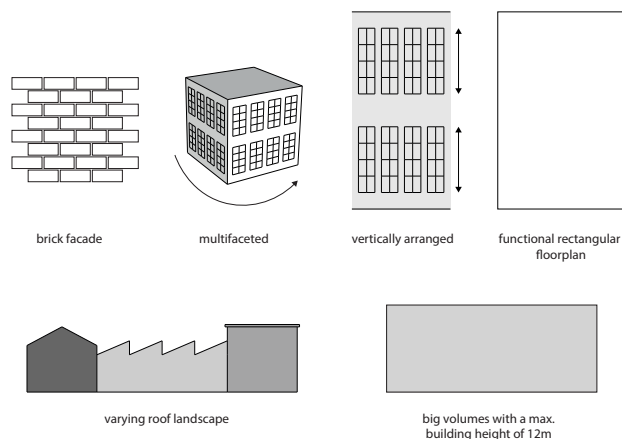 brick facade
multifaceted
vertically arranged
functional rectangular
floorplan
varying roof landscape
big volumes with a max.
building height of 12m